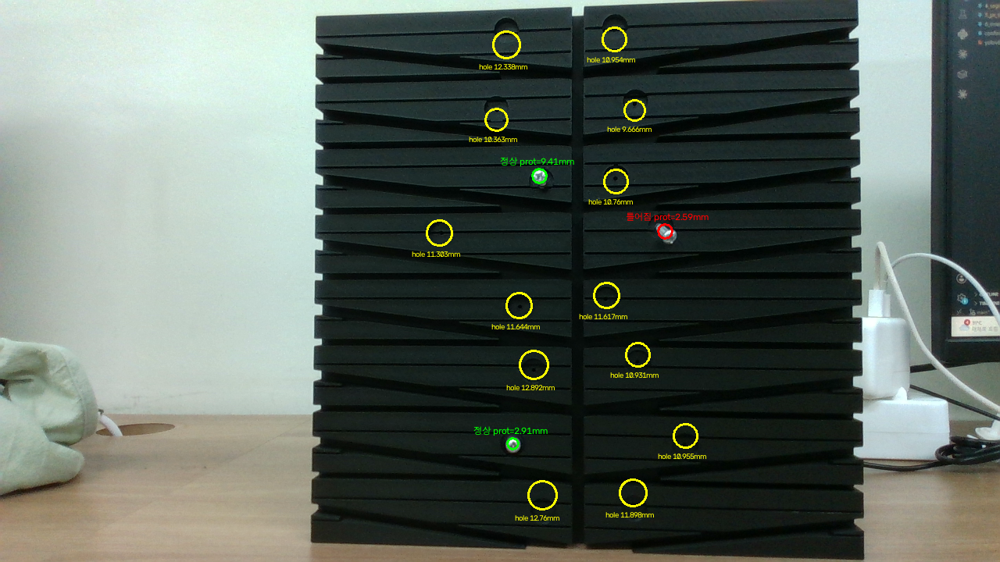 hole 12.338mm
hole 10.954mm
hole 10.363mm
hole 9.666mm
정상 prot=9.41mm
hole 10.76mm
틀어짐 prot=2.59mm
hole 11.303mm
hole 11.644mm
hole 11.617mm
hole 12.892mm
hole 10.931mm
정상 prot=2.91mm
hole 10.955mm
hole 12.76mm
hole 11.898mm